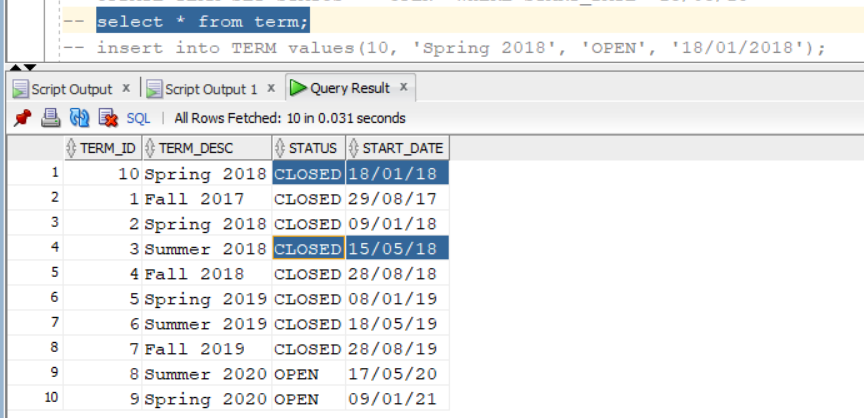 -- select * from term;
-- insert into TERM values(10, 'Spring 2018', 'OPEN', '18/01/2018');
Script Output x Script Output 1 x Query Result x
SQL | All Rows Fetched: 10 in 0.031 seconds
TERM_ID TERM_DESC STATUS START_DATE
1 10 Spring 2018 CLOSED 18/01/18
2 1 Fall 2017 CLOSED 29/08/17
3 2 Spring 2018 CLOSED 09/01/18
4 3 Summer 2018 CLOSED 15/05/18
5 4 Fall 2018 CLOSED 28/08/18
6 5 Spring 2019 CLOSED 08/01/19
7 6 Summer 2019 CLOSED 18/05/19
8 7 Fall 2019 CLOSED 28/08/19
9 8 Summer 2020 OPEN 17/05/20
10 9 Spring 2020 OPEN 09/01/21